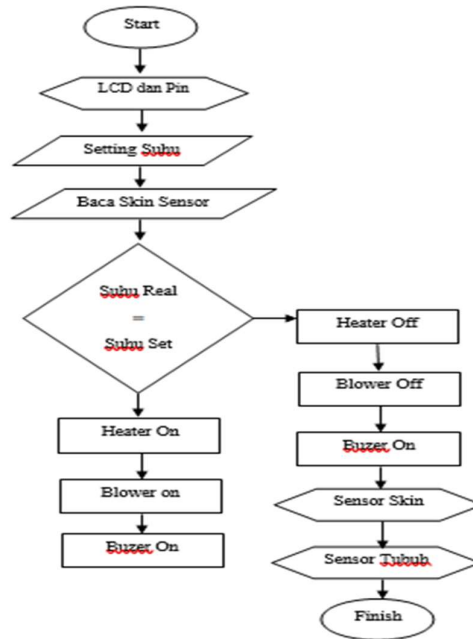 Start
LCD dan Pin
Setting Suhu
Baca Skin Sensor
Suhu Real
=
Suhu Set
Heater On
Blower on
Buzer On
Heater Off
Blower Off
Buzer On
Sensor Skin
Sensor Tubuh
Finish